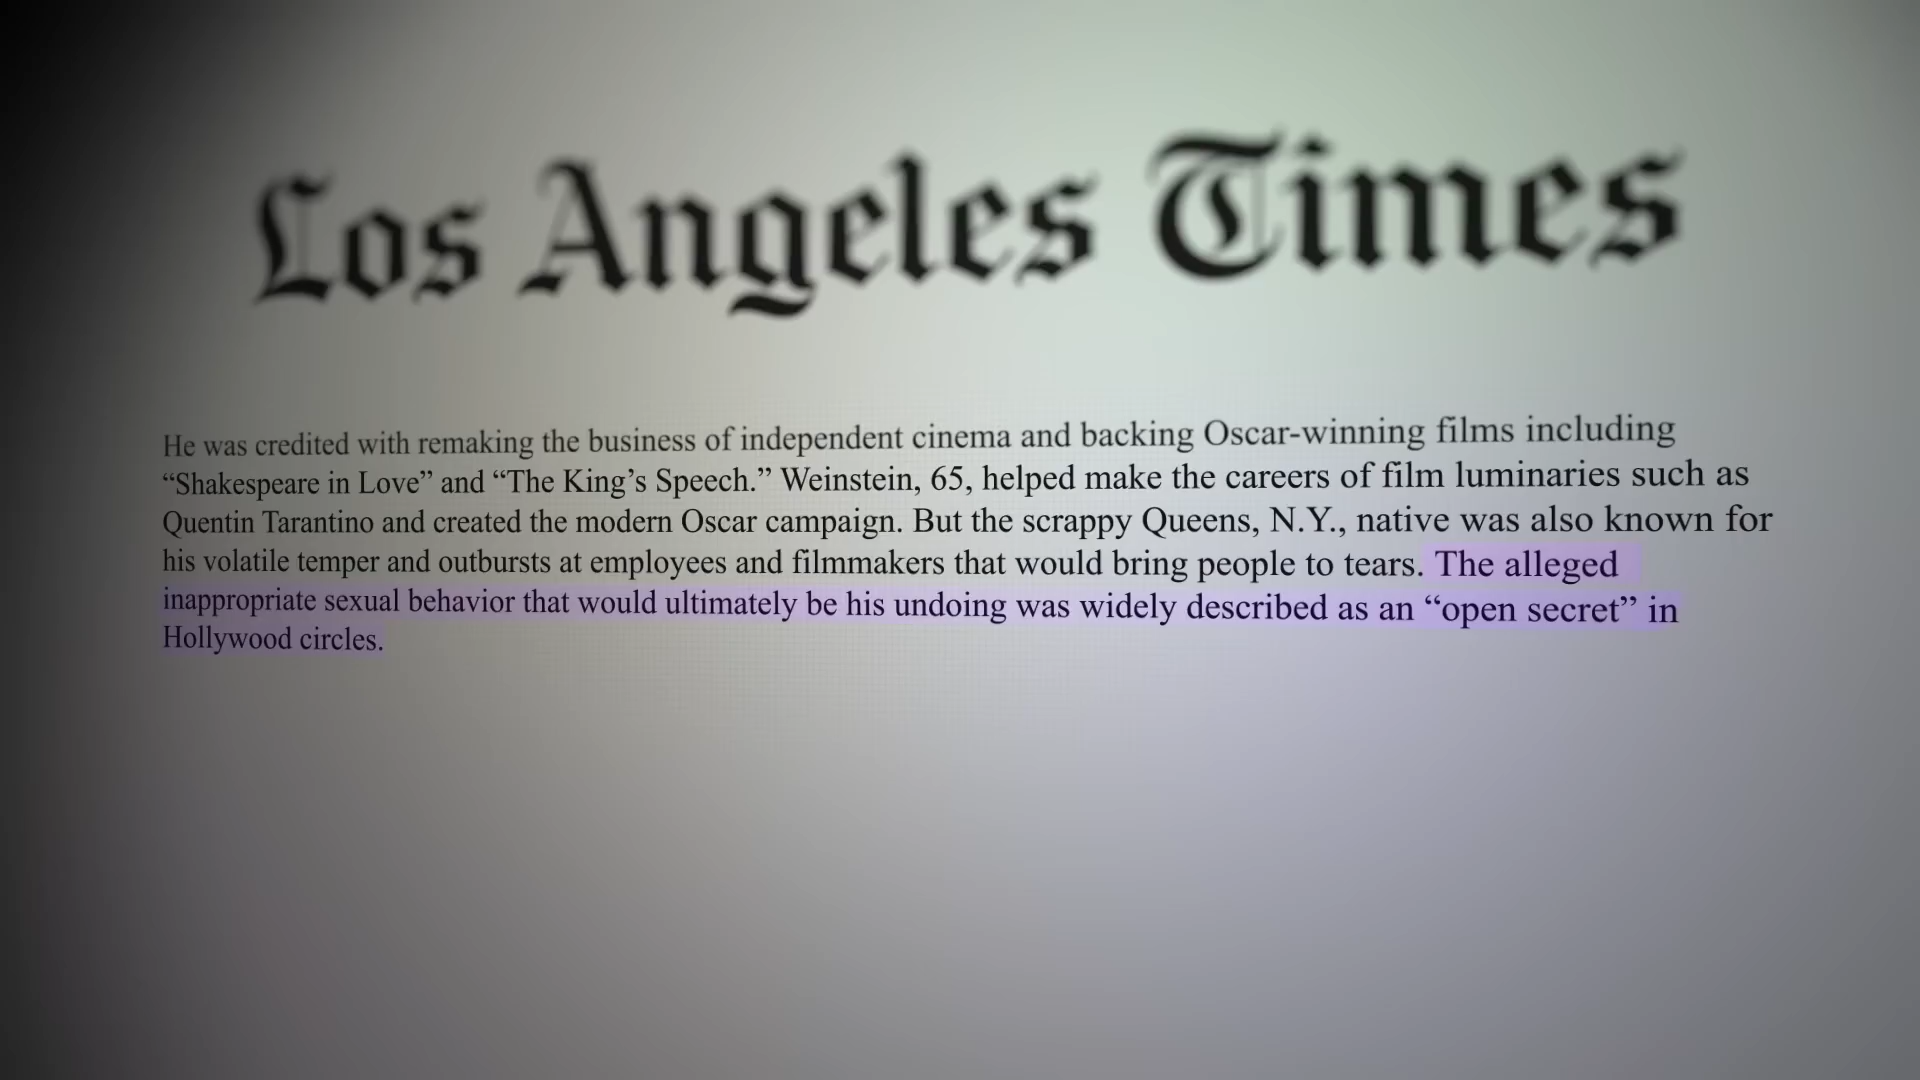 Los Angeles Times
He was credited with remaking the business of independent cinema and backing Oscar-winning films including
“Shakespeare in Love” and “The King’s Speech.” Weinstein, 65, helped make the careers of film luminaries such as
Quentin Tarantino and created the modern Oscar campaign. But the scrappy Queens, N.Y., native was also known for
his volatile temper and outbursts at employees and filmmakers that would bring people to tears. The alleged
inappropriate sexual behavior that would ultimately be his undoing was widely described as an “open secret” in
Hollywood circles.